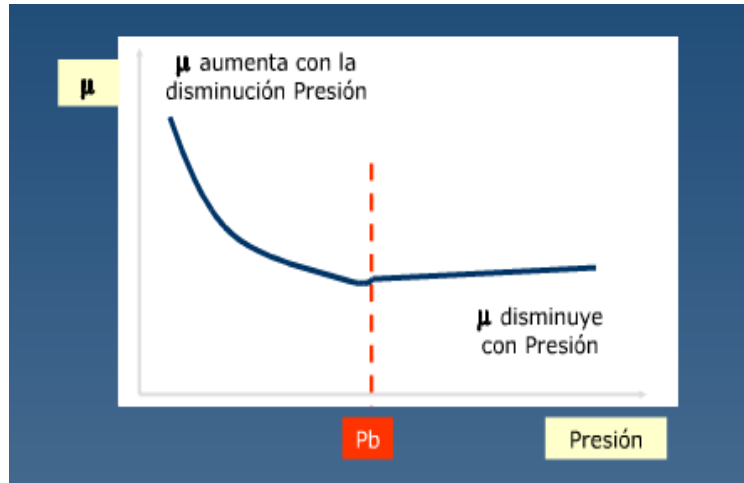 μ
μ aumenta con la
disminución Presión
μ disminuye
con Presión
Pb
Presión